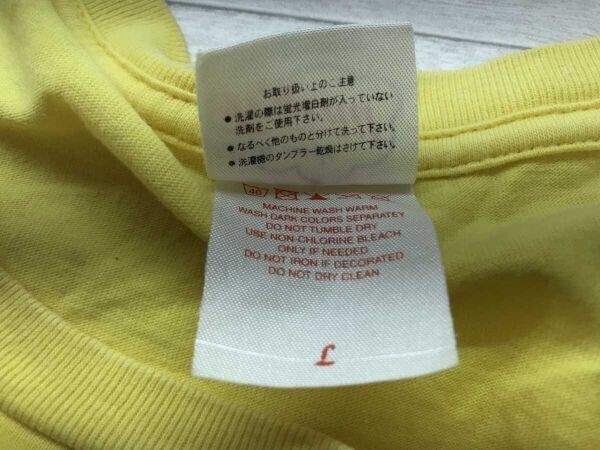 お取り扱い上のご注意
●洗濯の際は蛍光増白剤が入っていない
洗剤をご使用下さい。
●なるべく他のものと分けて洗って下さい。
●洗濯後のタンブラー乾燥はさけて下さい。
40
MACHINE WASH WARM
WASH DARK COLORS SEPARATEY
DO NOT TUMBLE DRY
USE NON-CHLORINE BLEACH
ONLY IF NEEDED
DO NOT IRON IF DECORATED
DO NOT DRY CLEAN